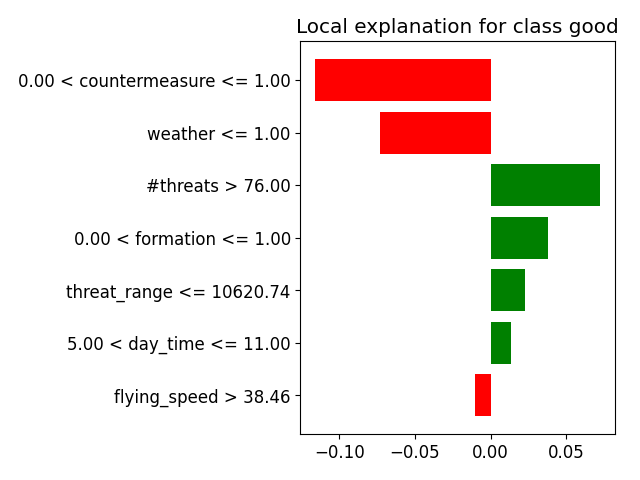 Local explanation for class good
0.00 < countermeasure <= 1.00
weather <= 1.00
#threats > 76.00
0.00 < formation <= 1.00
threat_range <= 10620.74
5.00 < day_time <= 11.00
flying_speed > 38.46
−0.10 −0.05 0.00 0.05